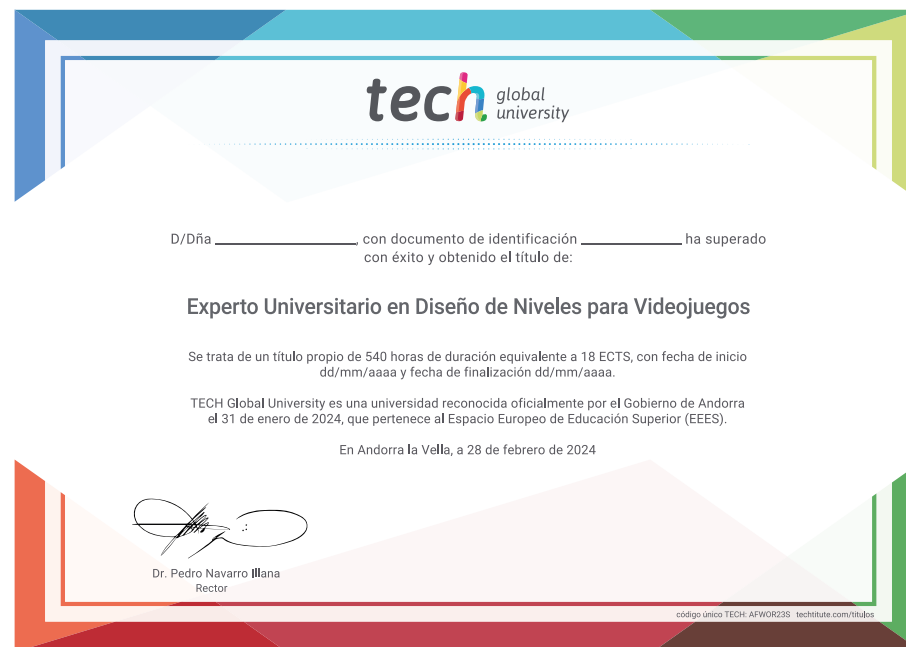 tech global university
D/Dña ______________, con documento de identificación __________ ha superado
con éxito y obtenido el título de:
Experto Universitario en Diseño de Niveles para Videojuegos
Se trata de un título propio de 540 horas de duración equivalente a 18 ECTS, con fecha de inicio
dd/mm/aaaa y fecha de finalización dd/mm/aaaa.
TECH Global University es una universidad reconocida oficialmente por el Gobierno de Andorra
el 31 de enero de 2024, que pertenece al Espacio Europeo de Educación Superior (EEES).
En Andorra la Vella, a 28 de febrero de 2024
Dr. Pedro Navarro Illana
Rector
código único TECH: AFWOR23S techtitute.com/titulos